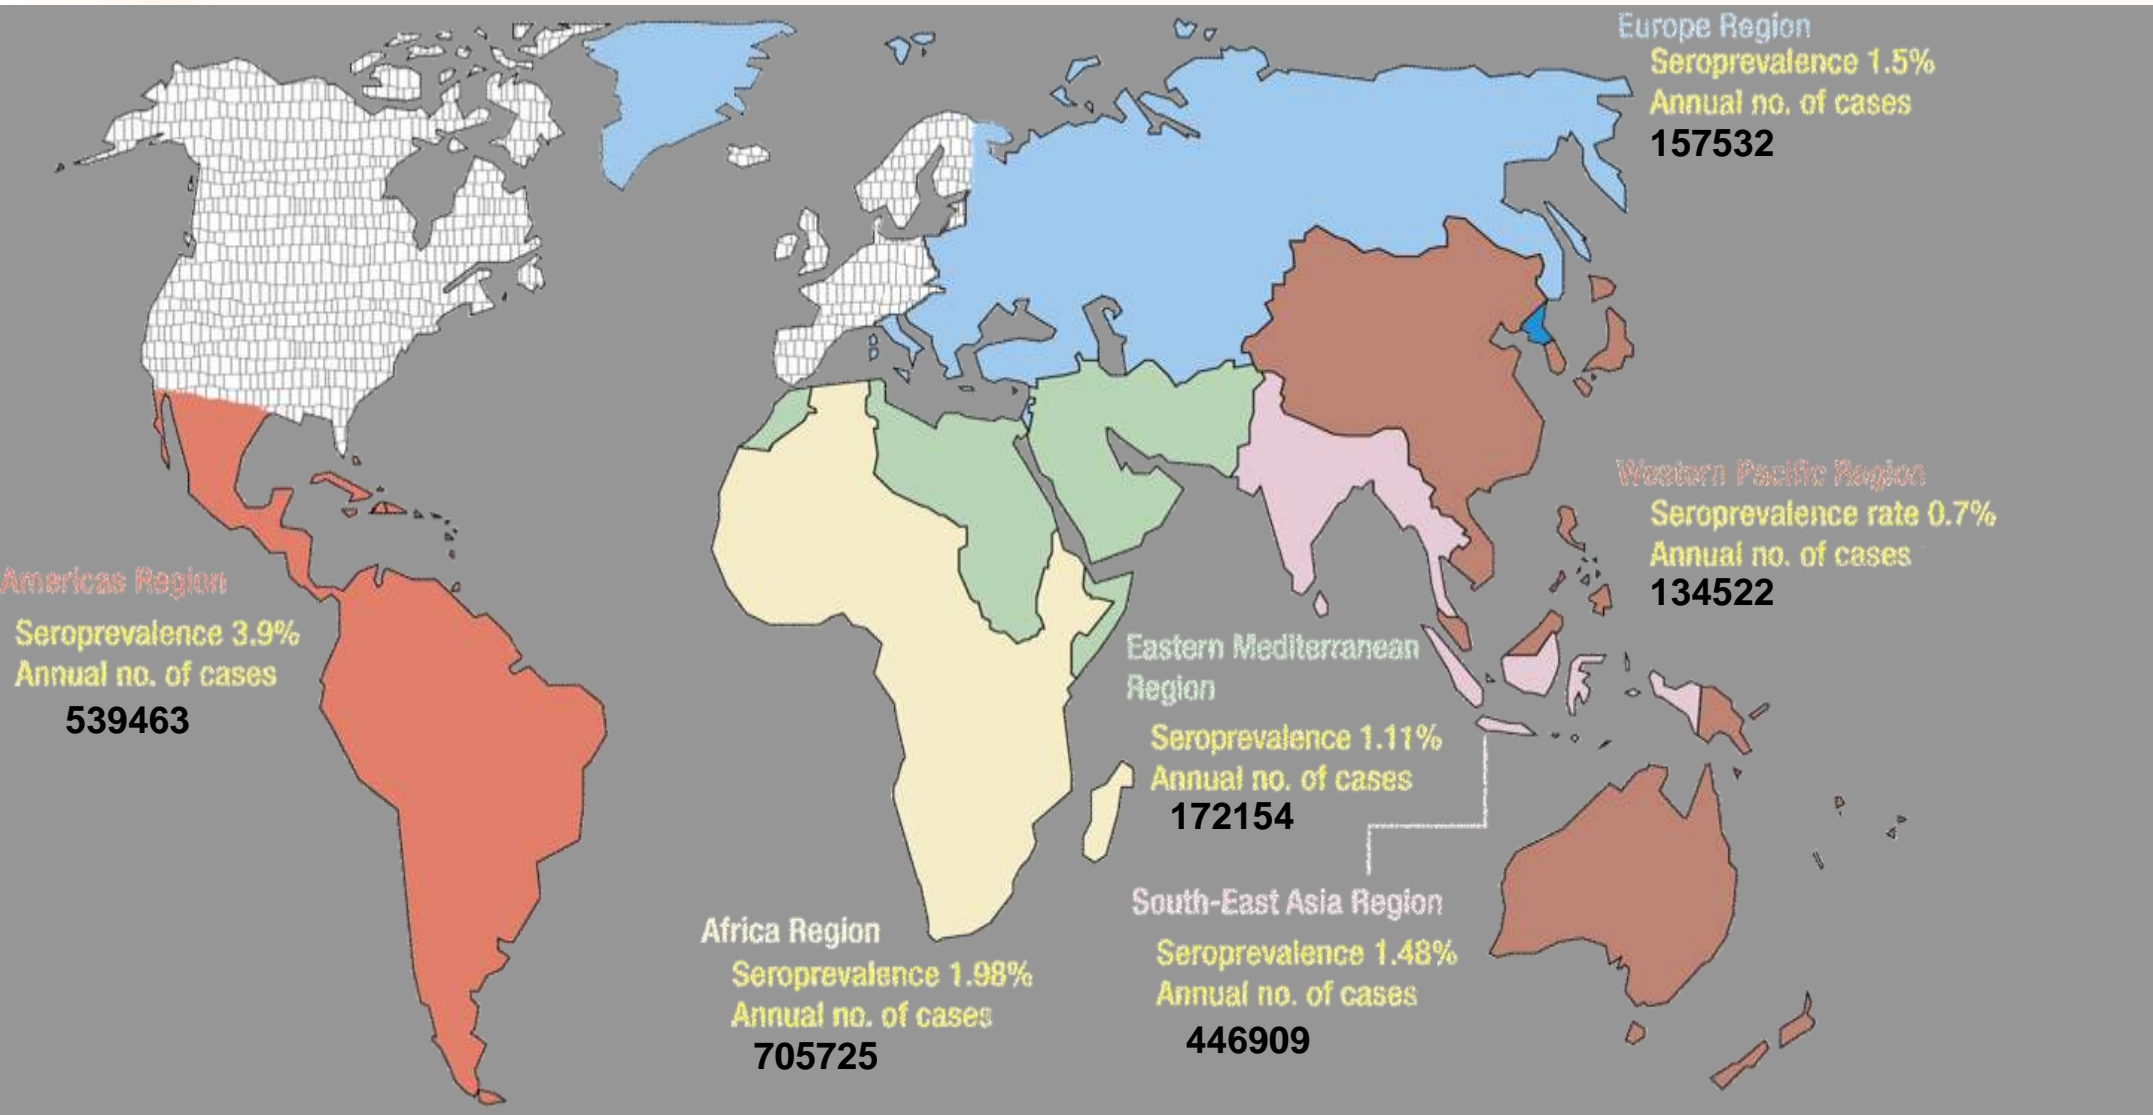 Europe Region
Seroprevalence 1.5%
Annual no. of cases
157532
Western Pacific Region
Seroprevalence rate 0.7%
Annual no. of cases
134522
Americas Region
Seroprevalence 3.9%
Annual no. of cases
539463
Eastern Mediterranean
Region
Seroprevalence 1.11%
Annual no. of cases
172154
South-East Asia Region
Seroprevalence 1.48%
Annual no. of cases
446909
Africa Region
Seroprevalence 1.98%
Annual no. of cases
705725